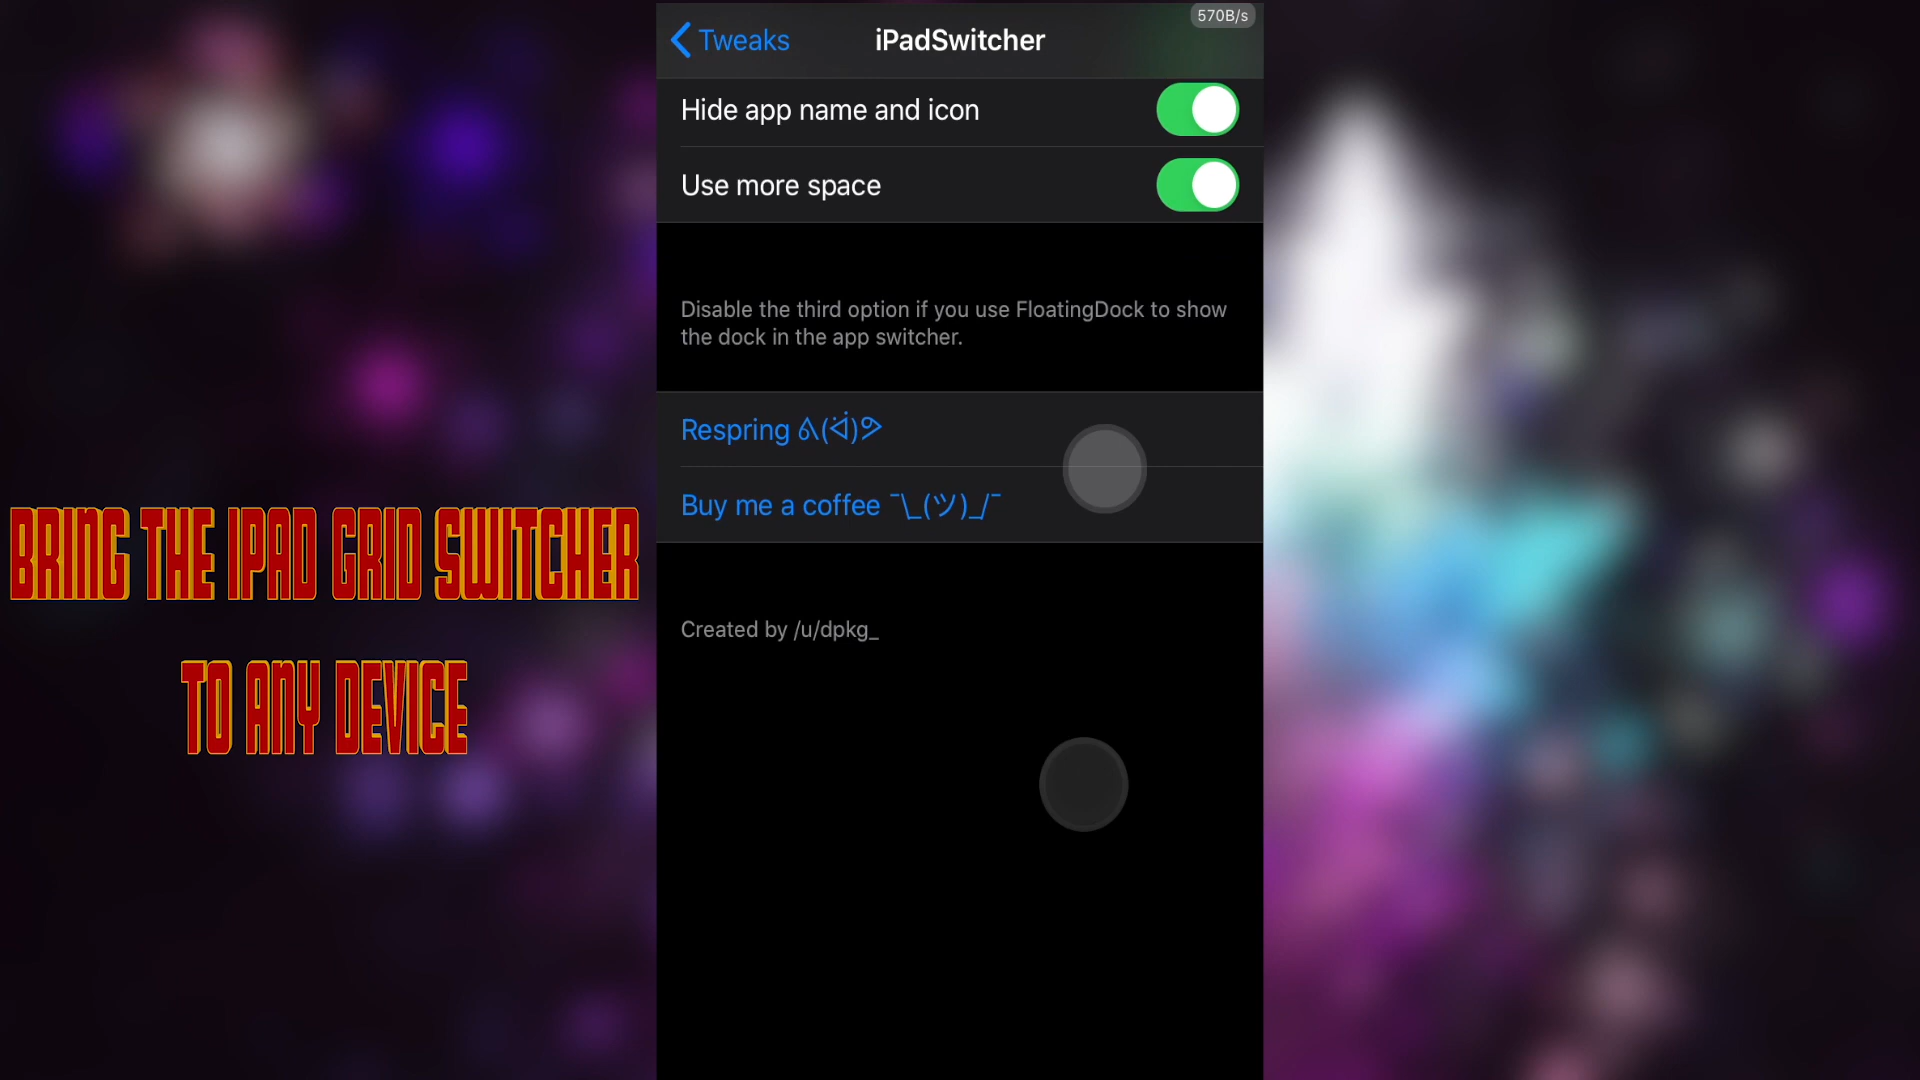 570B/s
Tweaks
iPadSwitcher
Hide app name and icon
Use more space
Disable the third option if you use FloatingDock to show
the dock in the app switcher.
Respring ᕕ(ᐛ)ᕗ
Buy me a coffee ¯\_(ツ)_/¯
Created by /u/dpkg_
BRING THE IPAD GRID SWITCHER
TO ANY DEVICE